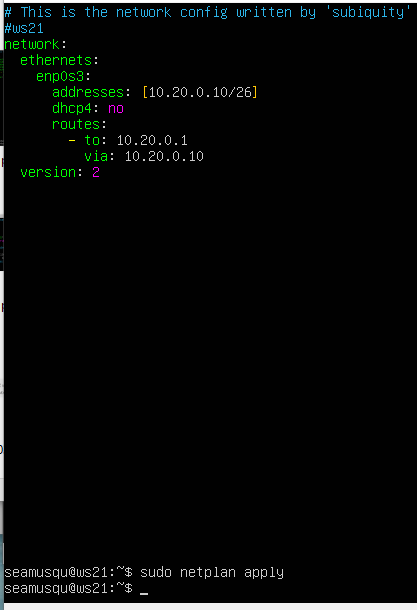 # This is the network config written by 'subiquity'
#ws21
network:
  ethernets:
    enp0s3:
      addresses: [10.20.0.10/26]
      dhcp4: no
      routes:
        - to: 10.20.0.1
          via: 10.20.0.10
  version: 2
seamusqu@ws21:~$ sudo netplan apply
seamusqu@ws21:~$ _